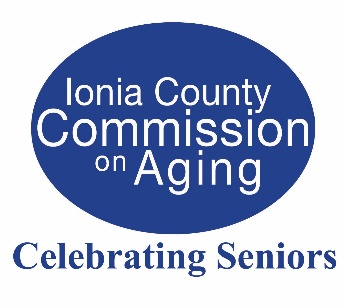 Ionia County
Commission
on Aging
Celebrating Seniors